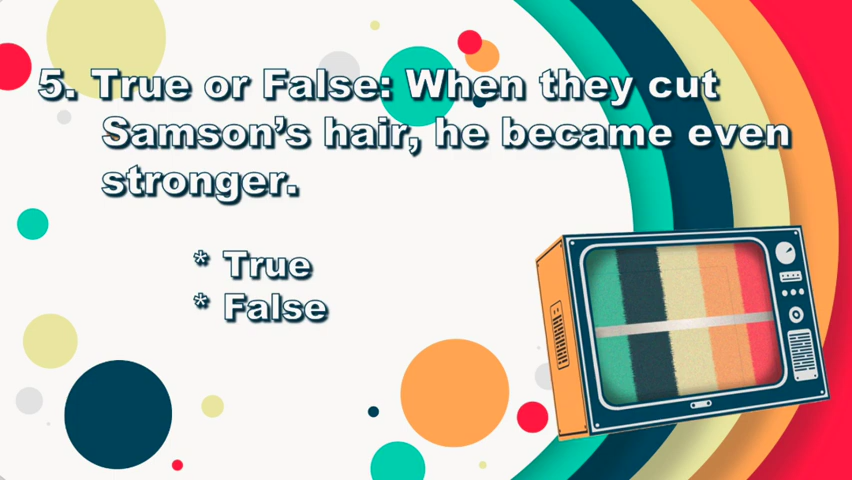 5. True or False: When they cut
Samson's hair, he became even
stronger.
* True
* False